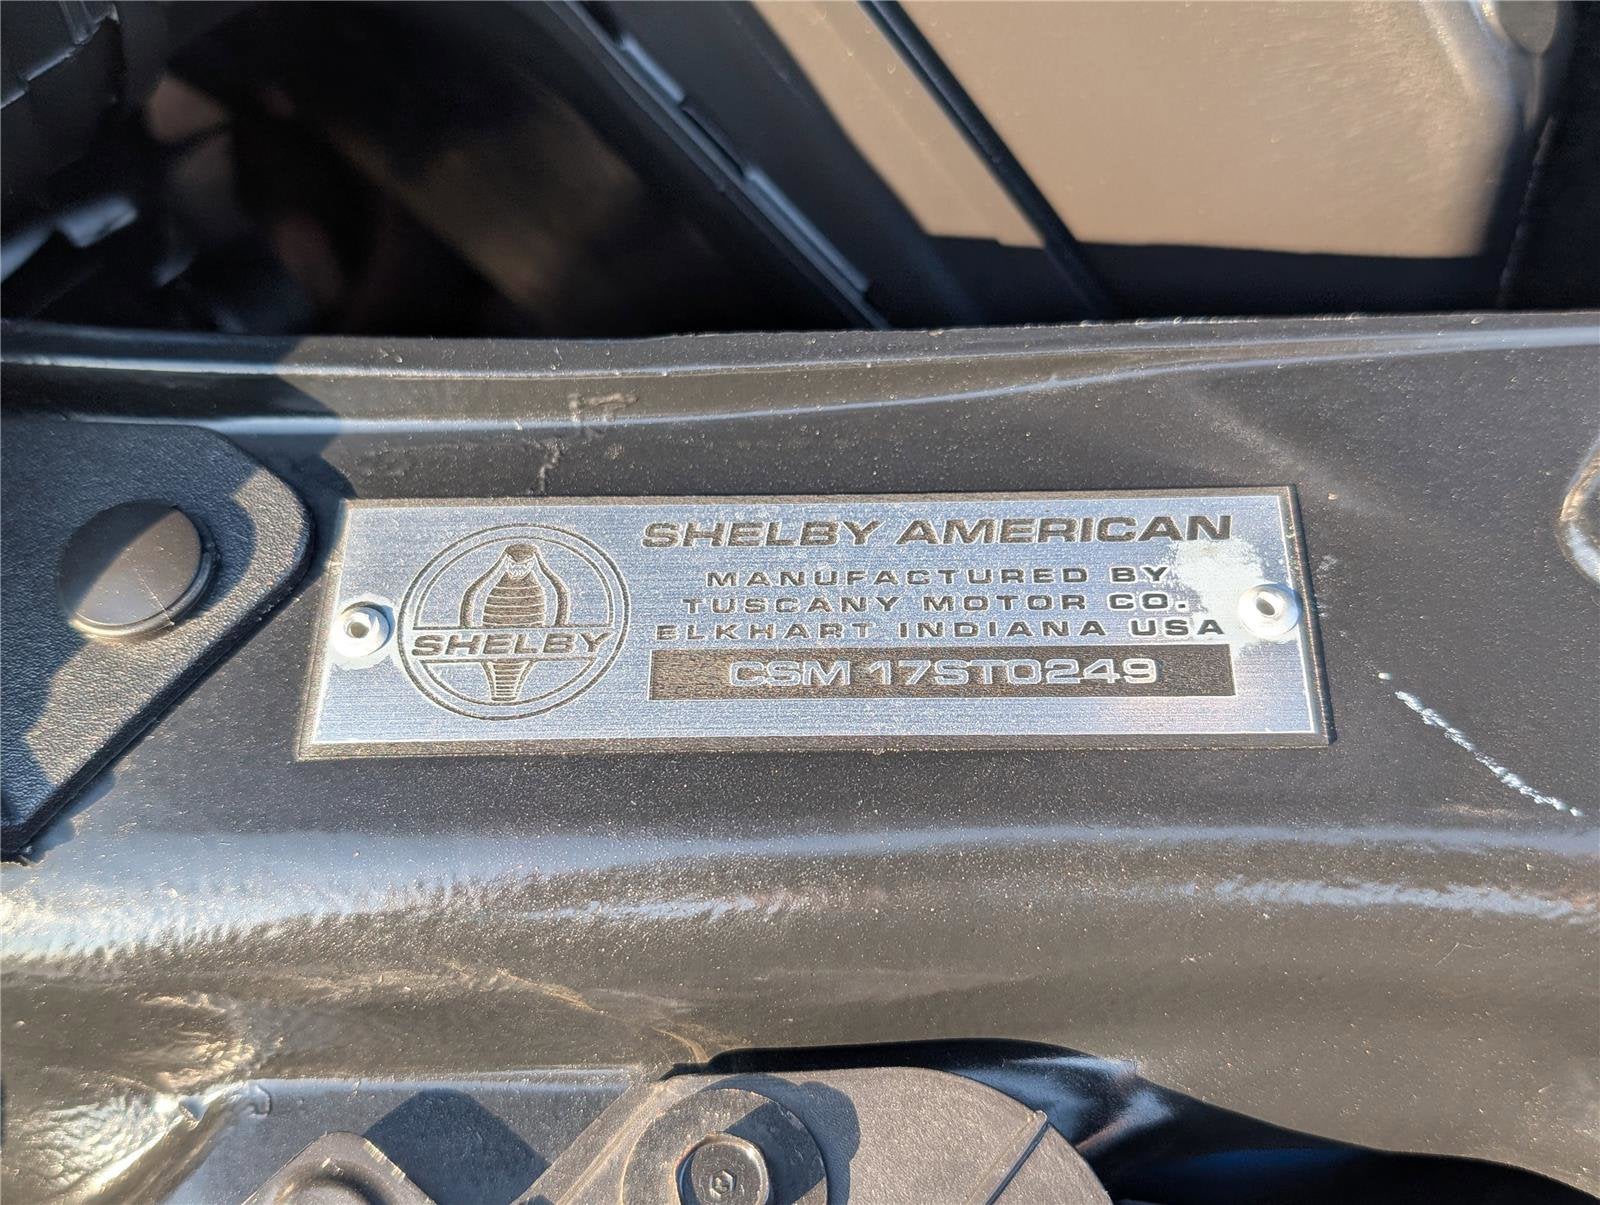 SHELBY
SHELBY AMERICAN
MANUFACTURED BY
TUSCANY MOTOR CO.
ELKHART, INDIANA USA
CSM 17ST0249